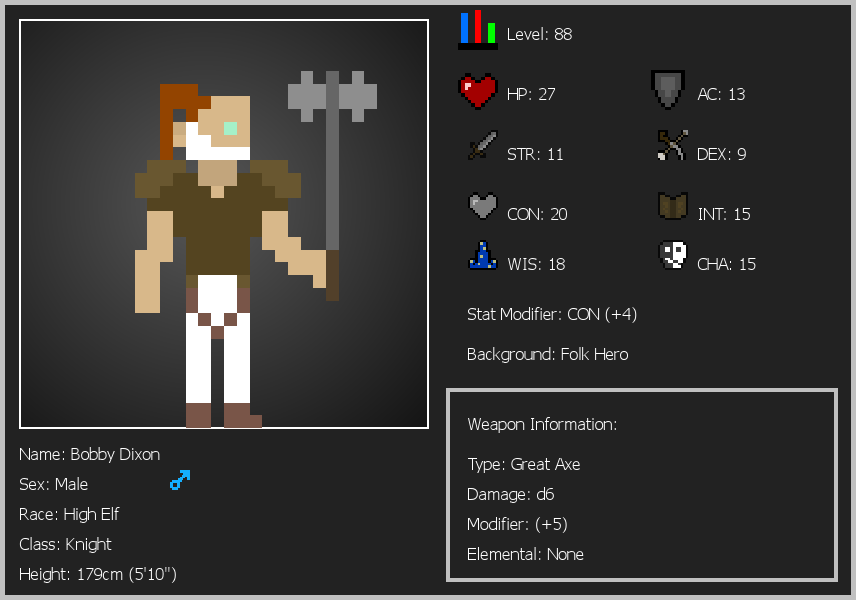 Level: 88
HP: 27
AC: 13
STR: 11
DEX: 9
CON: 20
INT: 15
WIS: 18
CHA: 15
Stat Modifier: CON (+4)
Background: Folk Hero
Weapon Information:
Type: Great Axe
Damage: d6
Modifier: (+5)
Elemental: None
Name: Bobby Dixon
Sex: Male
Race: High Elf
Class: Knight
Height: 179cm (5'10")